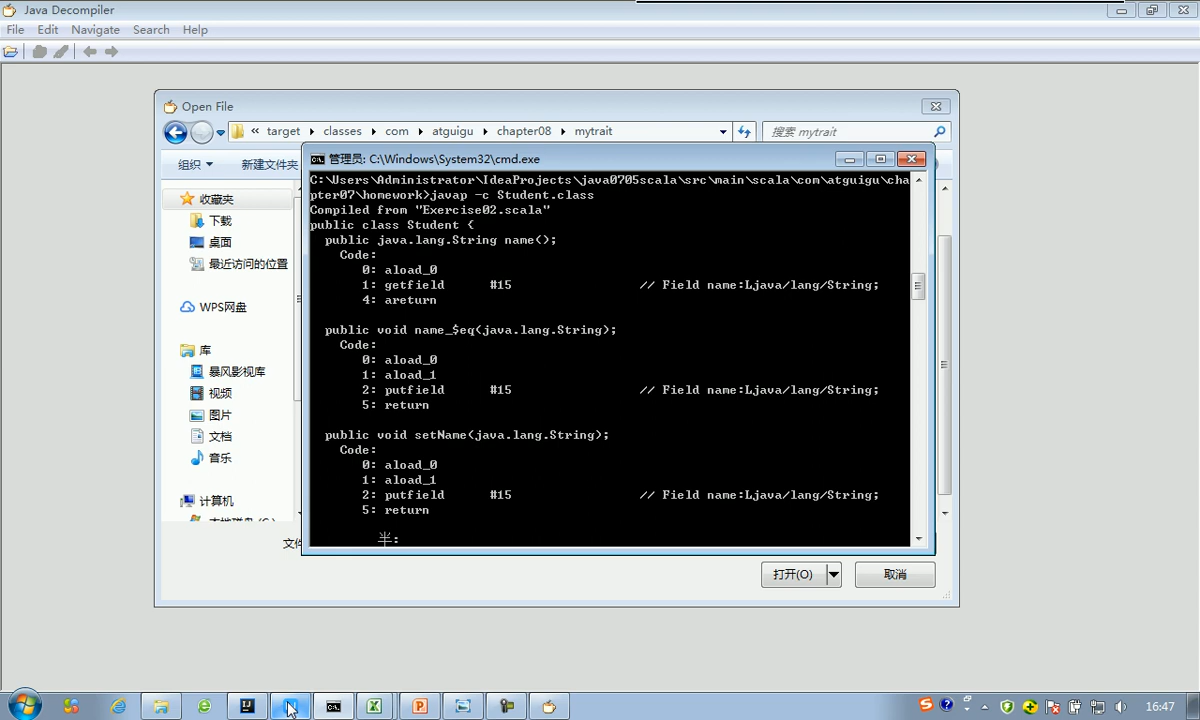 Java Decompiler
File Edit Navigate Search Help
Open File
« target classes com atguigu chapter08 mytrait
搜索 mytrait
组织 新建文件夹
收藏夹
下载
桌面
最近访问的位置
WPS网盘
库
暴风影视库
视频
图片
文档
音乐
计算机
管理员: C:\Windows\System32\cmd.exe
C:\Users\Administrator\IdeaProjects\java0705scala\src\main\scala\com\atguigu\cha
pter07\homework>javap -c Student.class
Compiled from "Exercise02.scala"
public class Student {
public java.lang.String name();
Code:
0: aload_0
1: getfield #15 // Field name:Ljava/lang/String;
4: areturn
public void name_$eq(java.lang.String);
Code:
0: aload_0
1: aload_1
2: putfield #15 // Field name:Ljava/lang/String;
5: return
public void setName(java.lang.String);
Code:
0: aload_0
1: aload_1
2: putfield #15 // Field name:Ljava/lang/String;
5: return
半:
打开(O) 取消
16:47